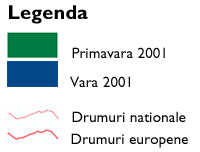 Legenda
Primavara 2001
Vara 2001
Drumuri nationale
Drumuri europene